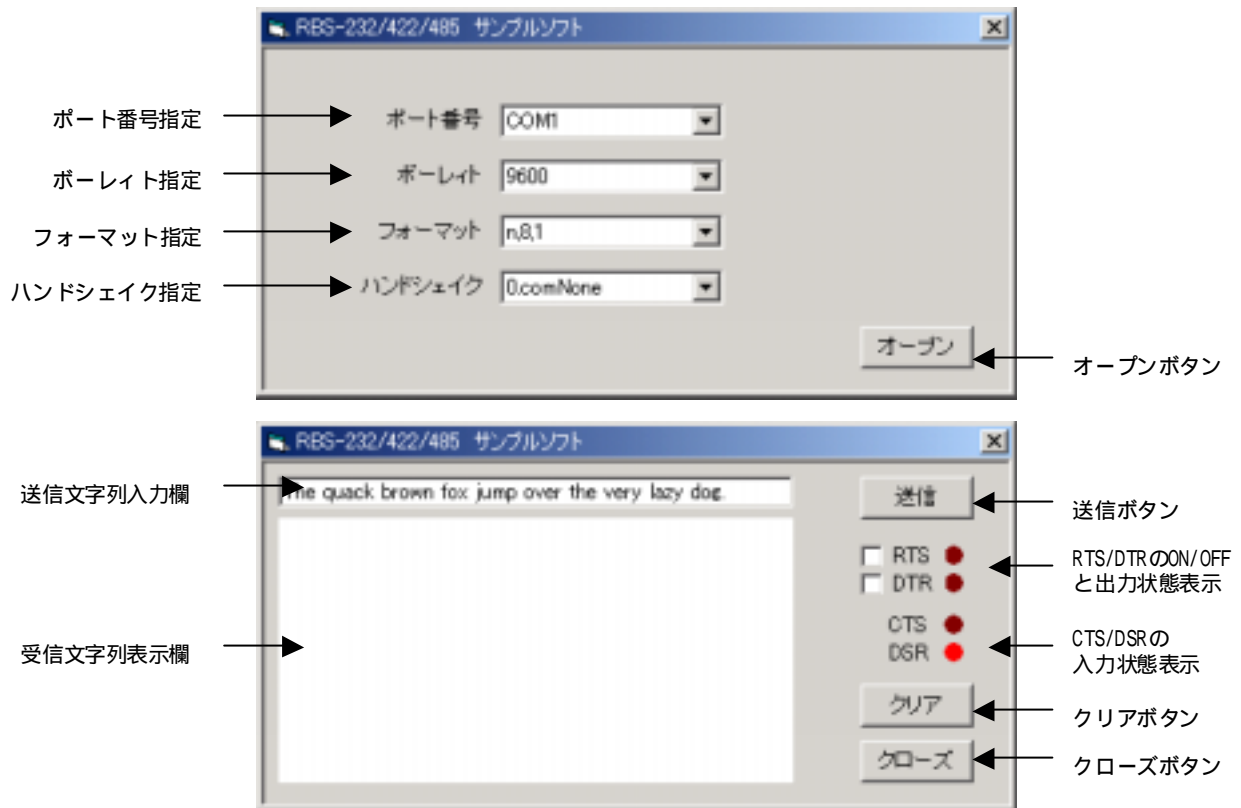 RBS-232/422/485 サンプルソフト
ポート番号指定
ポート番号 COM1
ボーレィト指定
ボーレィト 9600
フォーマット指定
フォーマット n,8,1
ハンドシェイク指定
ハンドシェイク 0.comNone
オープン
オープンボタン
RBS-232/422/485 サンプルソフト
送信文字列入力欄
The quack brown fox jump over the very lazy dog.
送信
送信ボタン
RTS
DTR
RTS/DTRのON/OFF
と出力状態表示
CTS
DSR
CTS/DSRの
入力状態表示
受信文字列表示欄
クリア
クリアボタン
クローズ
クローズボタン